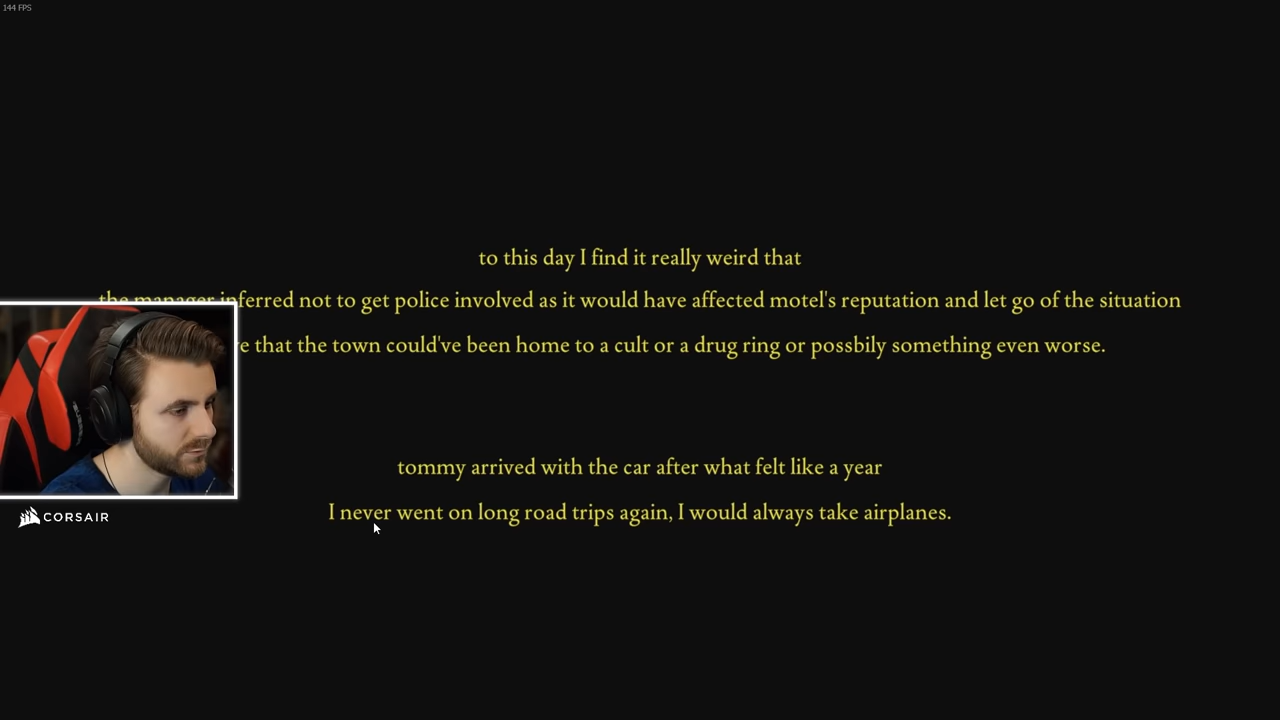 144 FPS
to this day I find it really weird that
the manager inferred not to get police involved as it would have affected motel's reputation and let go of the situation
that the town could've been home to a cult or a drug ring or possbily something even worse.
tommy arrived with the car after what felt like a year
I never went on long road trips again, I would always take airplanes.
CORSAIR